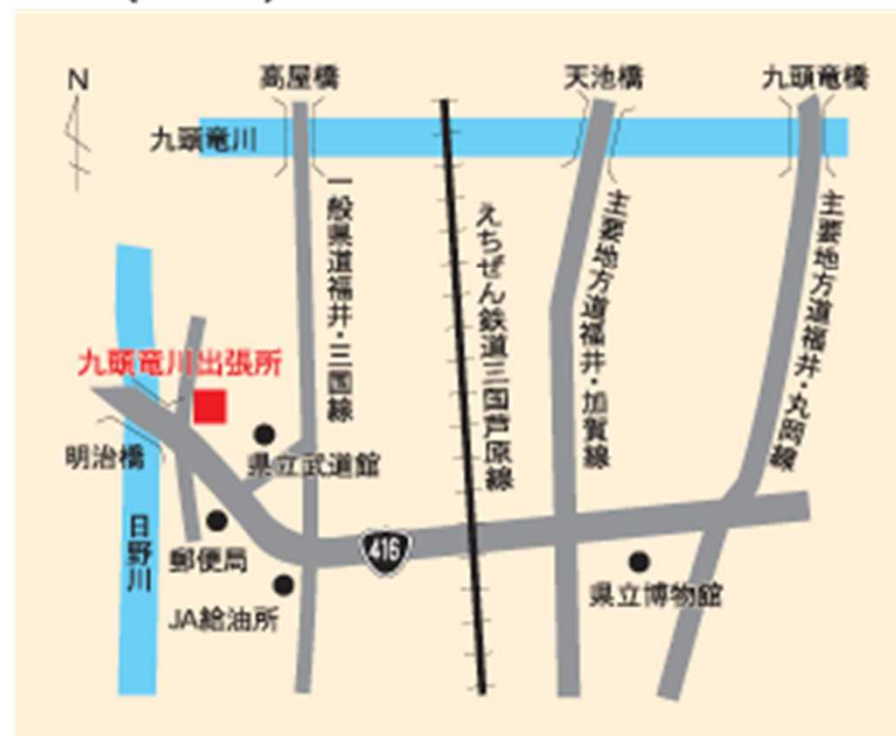 N
高屋橋
天池橋
九頭竜橋
九頭竜川
一般県道福井・三国線
えちぜん鉄道三国芦原線
主要地方道福井・加賀線
主要地方道福井・丸岡線
九頭竜川出張所
明治橋
県立武道館
日野川
郵便局
416
JA給油所
県立博物館